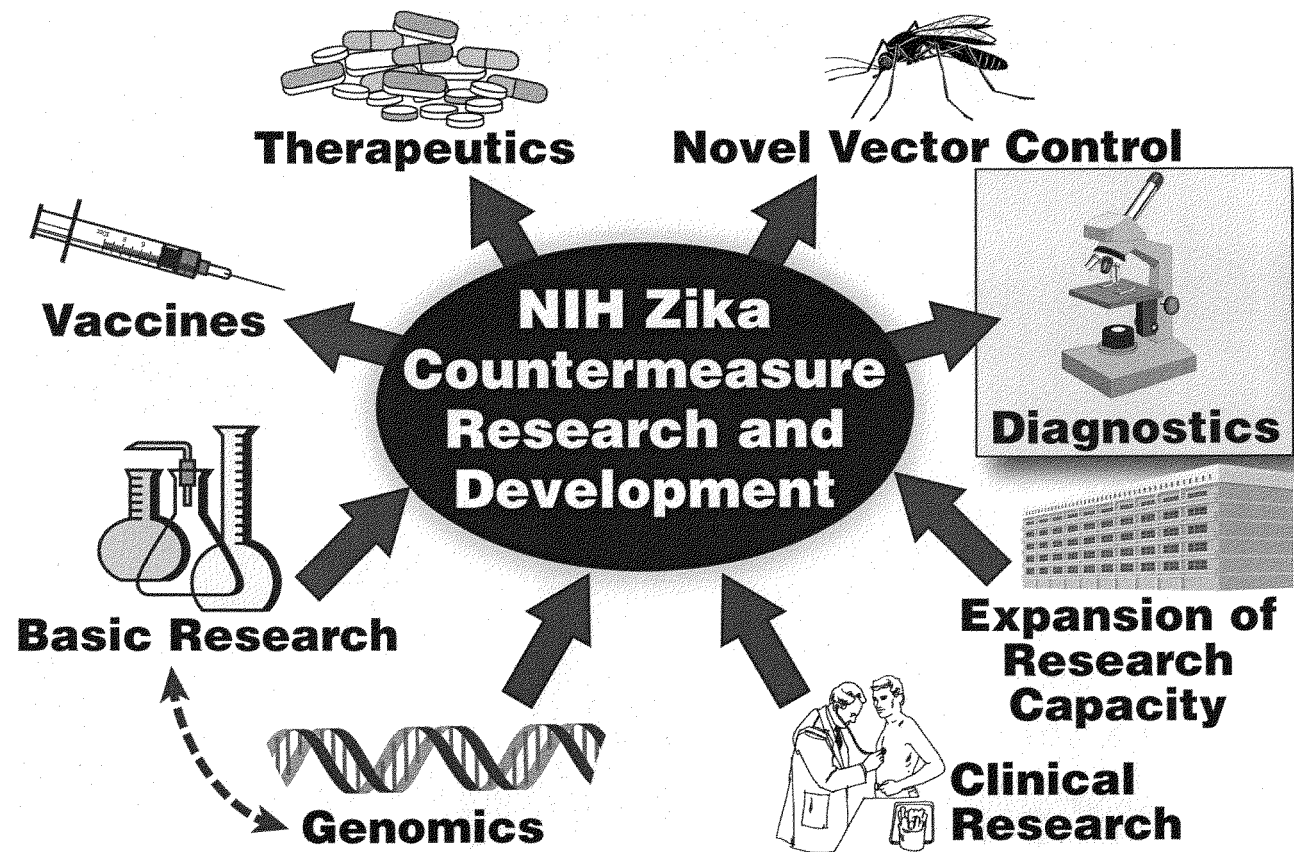 Therapeutics
Novel Vector Control
Vaccines
NIH Zika
Countermeasure
Research and
Development
Diagnostics
Basic Research
Expansion of
Research
Capacity
Genomics
Clinical
Research